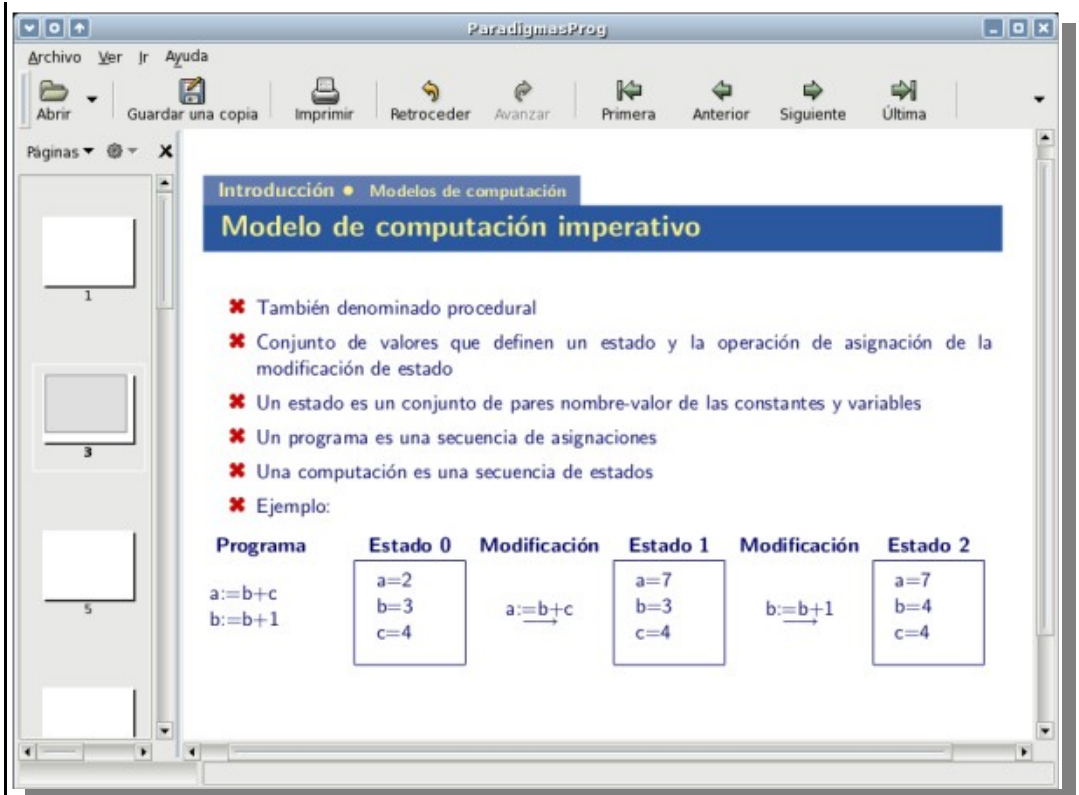 ParadigmasProg
Archivo Ver Ir Ayuda
Abrir Guardar una copia Imprimir Retroceder Avanzar Primera Anterior Siguiente Última
Páginas
1
3
5
Introducción • Modelos de computación
Modelo de computación imperativo
✖ También denominado procedural
✖ Conjunto de valores que definen un estado y la operación de asignación de la
modificación de estado
✖ Un estado es un conjunto de pares nombre-valor de las constantes y variables
✖ Un programa es una secuencia de asignaciones
✖ Una computación es una secuencia de estados
✖ Ejemplo:
Programa Estado 0 Modificación Estado 1 Modificación Estado 2
a:=b+c
b:=b+1
a=2
b=3
c=4
a:=b+c
a=7
b=3
c=4
b:=b+1
a=7
b=4
c=4